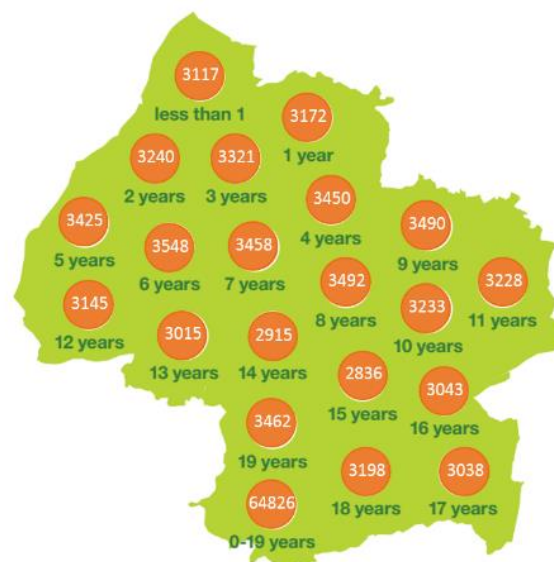 3117
less than 1
3172
1 year
3240
2 years
3321
3 years
3450
4 years
3425
5 years
3548
6 years
3458
7 years
3492
8 years
3490
9 years
3233
10 years
3228
11 years
3145
12 years
3015
13 years
2915
14 years
2836
15 years
3043
16 years
3038
17 years
3198
18 years
3462
19 years
64826
0-19 years